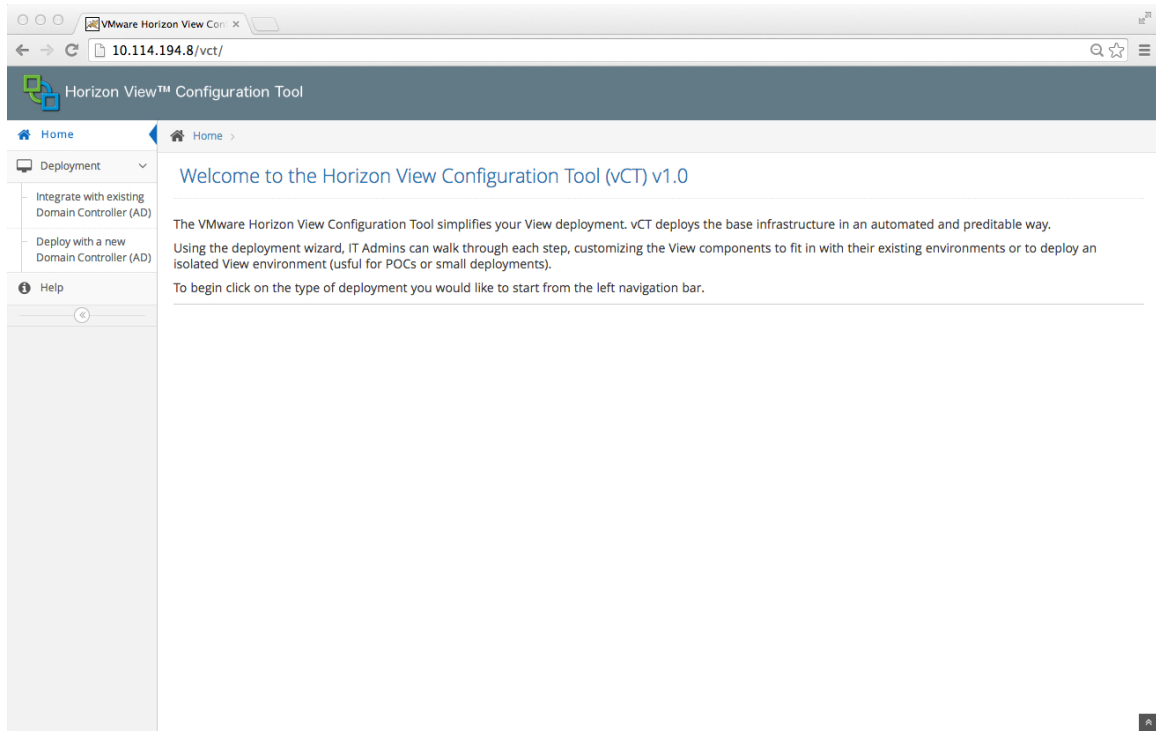 VMware Horizon View Con
10.114.194.8/vct/
Horizon View™ Configuration Tool
Home
Deployment
Integrate with existing
Domain Controller (AD)
Deploy with a new
Domain Controller (AD)
Help
Home
Welcome to the Horizon View Configuration Tool (vCT) v1.0
The VMware Horizon View Configuration Tool simplifies your View deployment. vCT deploys the base infrastructure in an automated and preditable way.
Using the deployment wizard, IT Admins can walk through each step, customizing the View components to fit in with their existing environments or to deploy an
isolated View environment (usful for POCs or small deployments).
To begin click on the type of deployment you would like to start from the left navigation bar.